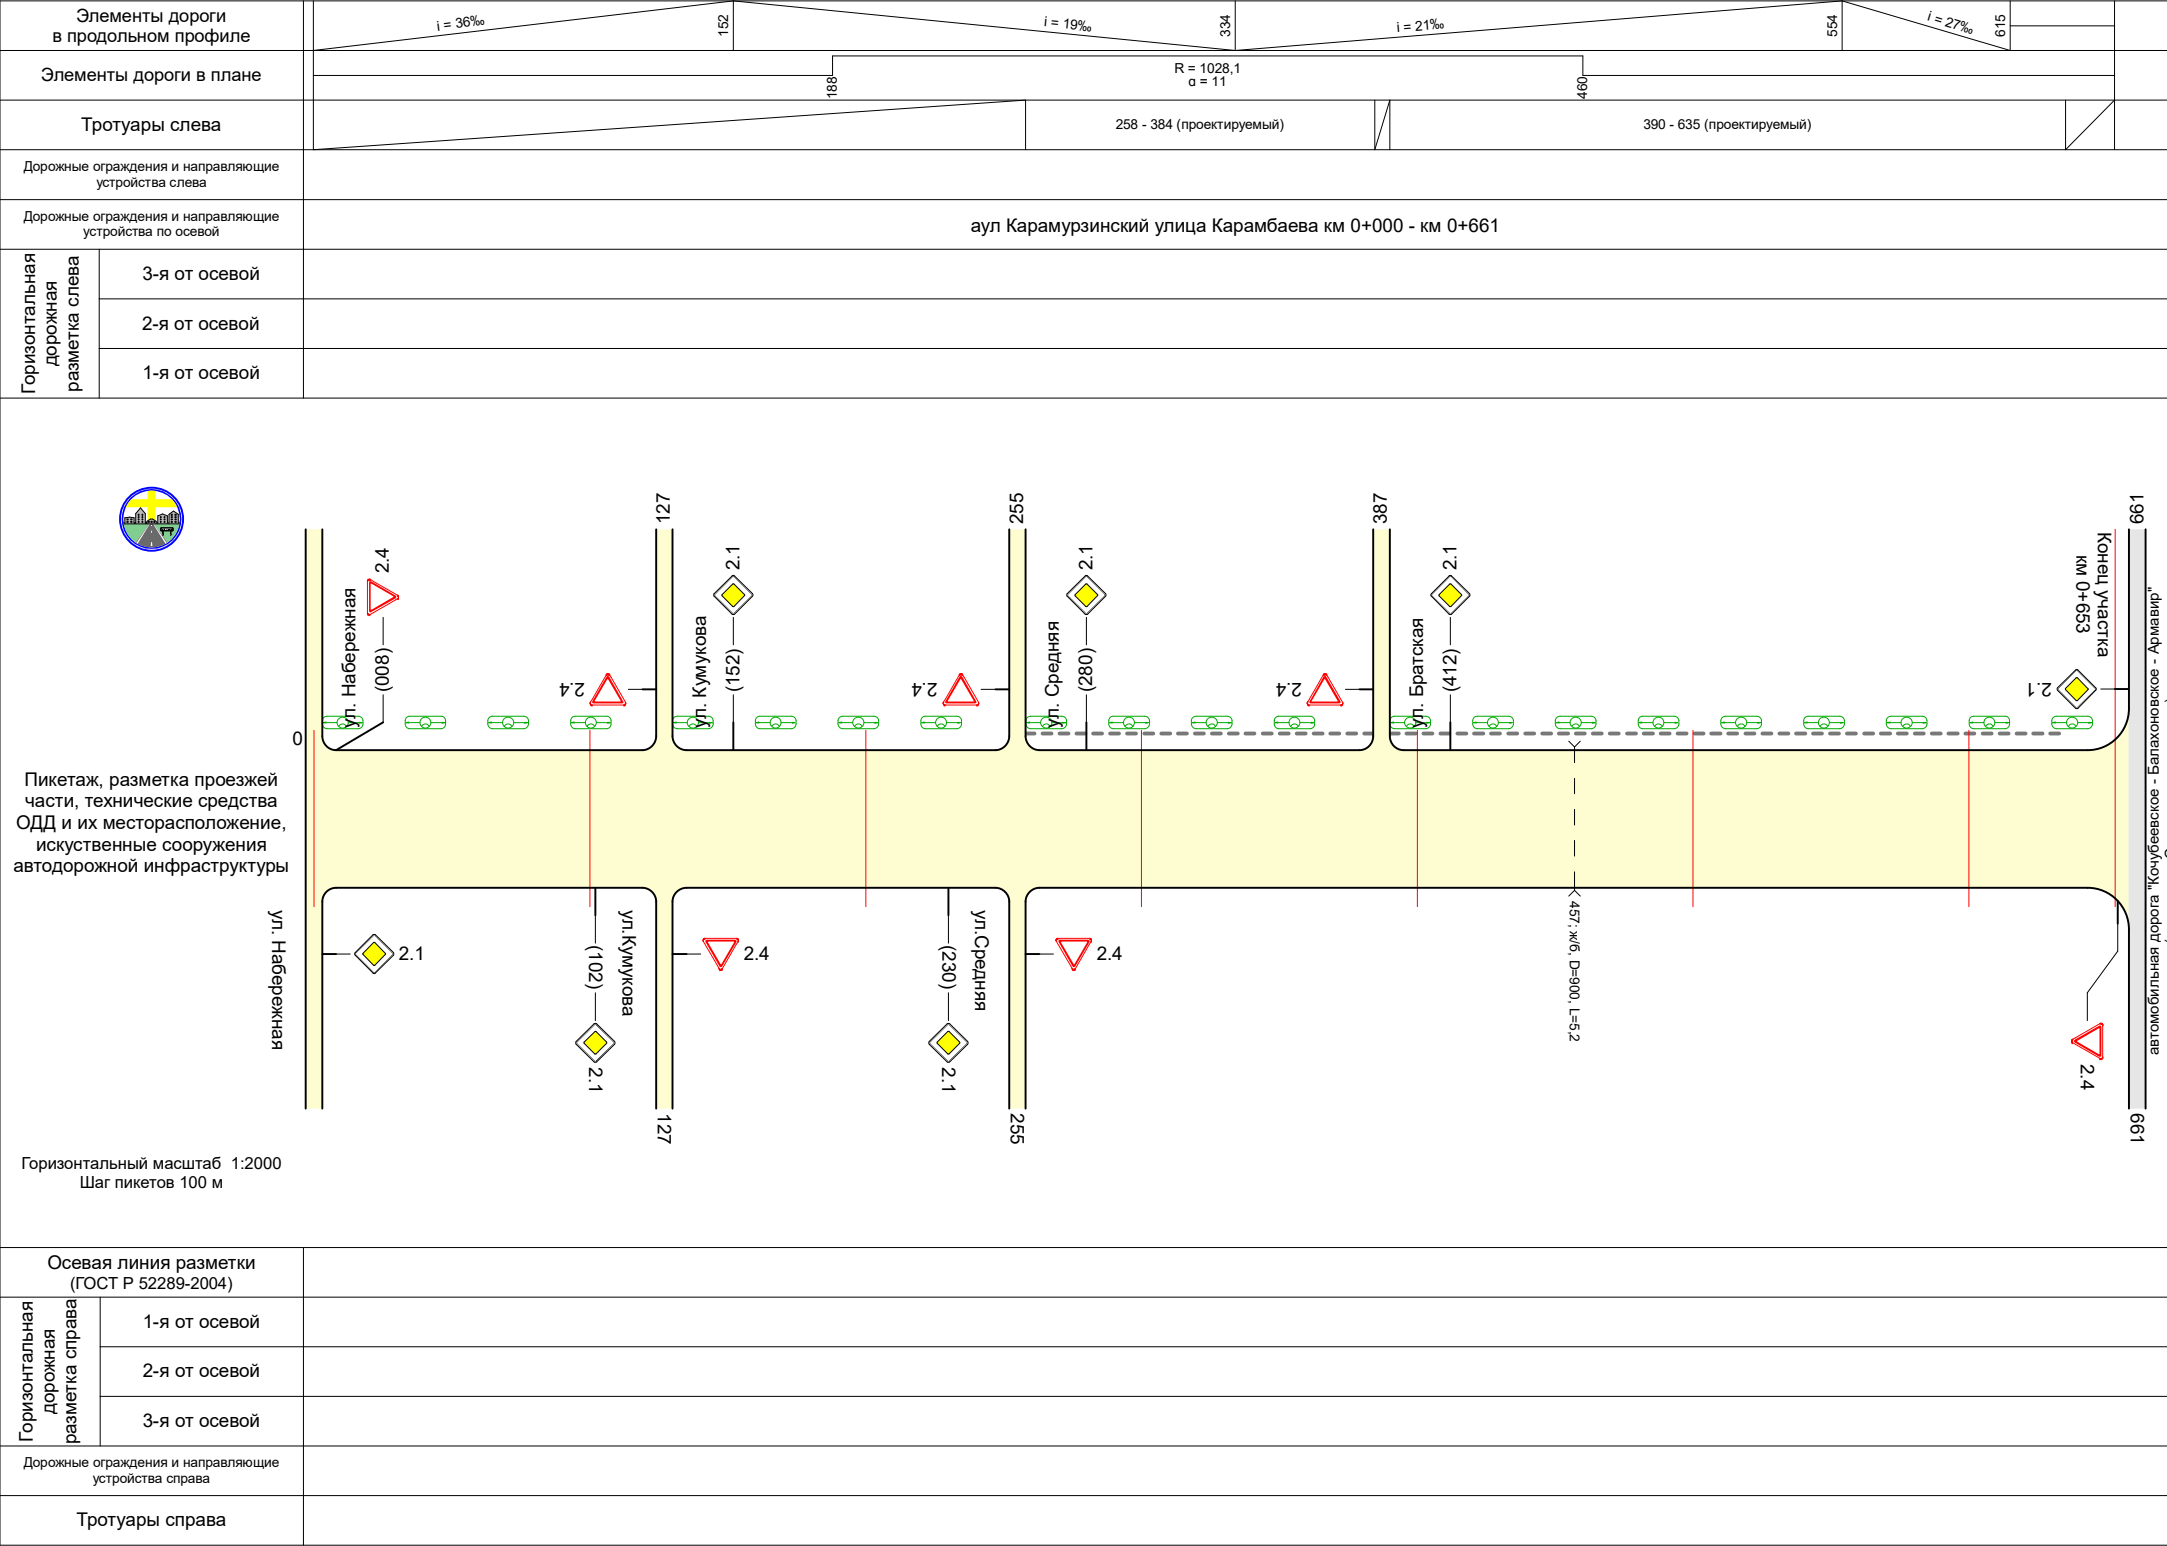 Элементы дороги
в продольном профиле
i = 36‰
152
i = 19‰
334
i = 21‰
554
i = 27‰
615
Элементы дороги в плане
188
R = 1028,1
α = 11
460
Тротуары слева
258 - 384 (проектируемый)
390 - 635 (проектируемый)
Дорожные ограждения и направляющие
устройства слева
Дорожные ограждения и направляющие
устройства по осевой
аул Карамурзинский улица Карамбаева км 0+000 - км 0+661
Горизонтальная
дорожная
разметка слева
3-я от осевой
2-я от осевой
1-я от осевой
127
255
387
661
ул. Набережная
2.4
(008)
2.4
ул. Кумукова
2.1
(152)
2.4
ул. Средняя
2.1
(280)
2.4
ул. Братская
2.1
(412)
Конец участка
км 0+653
2.1
автомобильная дорога "Кочубеевское - Балахоновское - Армавир"
0
Пикетаж, разметка проезжей
части, технические средства
ОДД и их месторасположение,
искуственные сооружения
автодорожной инфраструктуры
ул. Набережная
2.1
(102)
2.1
ул.Кумукова
2.4
(230)
2.1
ул.Средняя
2.4
457; ж/б, D=900, L=5,2
2.4
127
255
661
Горизонтальный масштаб 1:2000
Шаг пикетов 100 м
Осевая линия разметки
(ГОСТ Р 52289-2004)
Горизонтальная
дорожная
разметка справа
1-я от осевой
2-я от осевой
3-я от осевой
Дорожные ограждения и направляющие
устройства справа
Тротуары справа